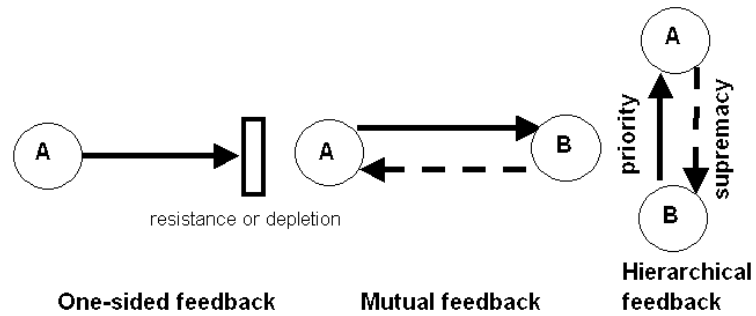 A
resistance or depletion
One-sided feedback
A
B
Mutual feedback
A
priority
supremacy
B
Hierarchical
feedback